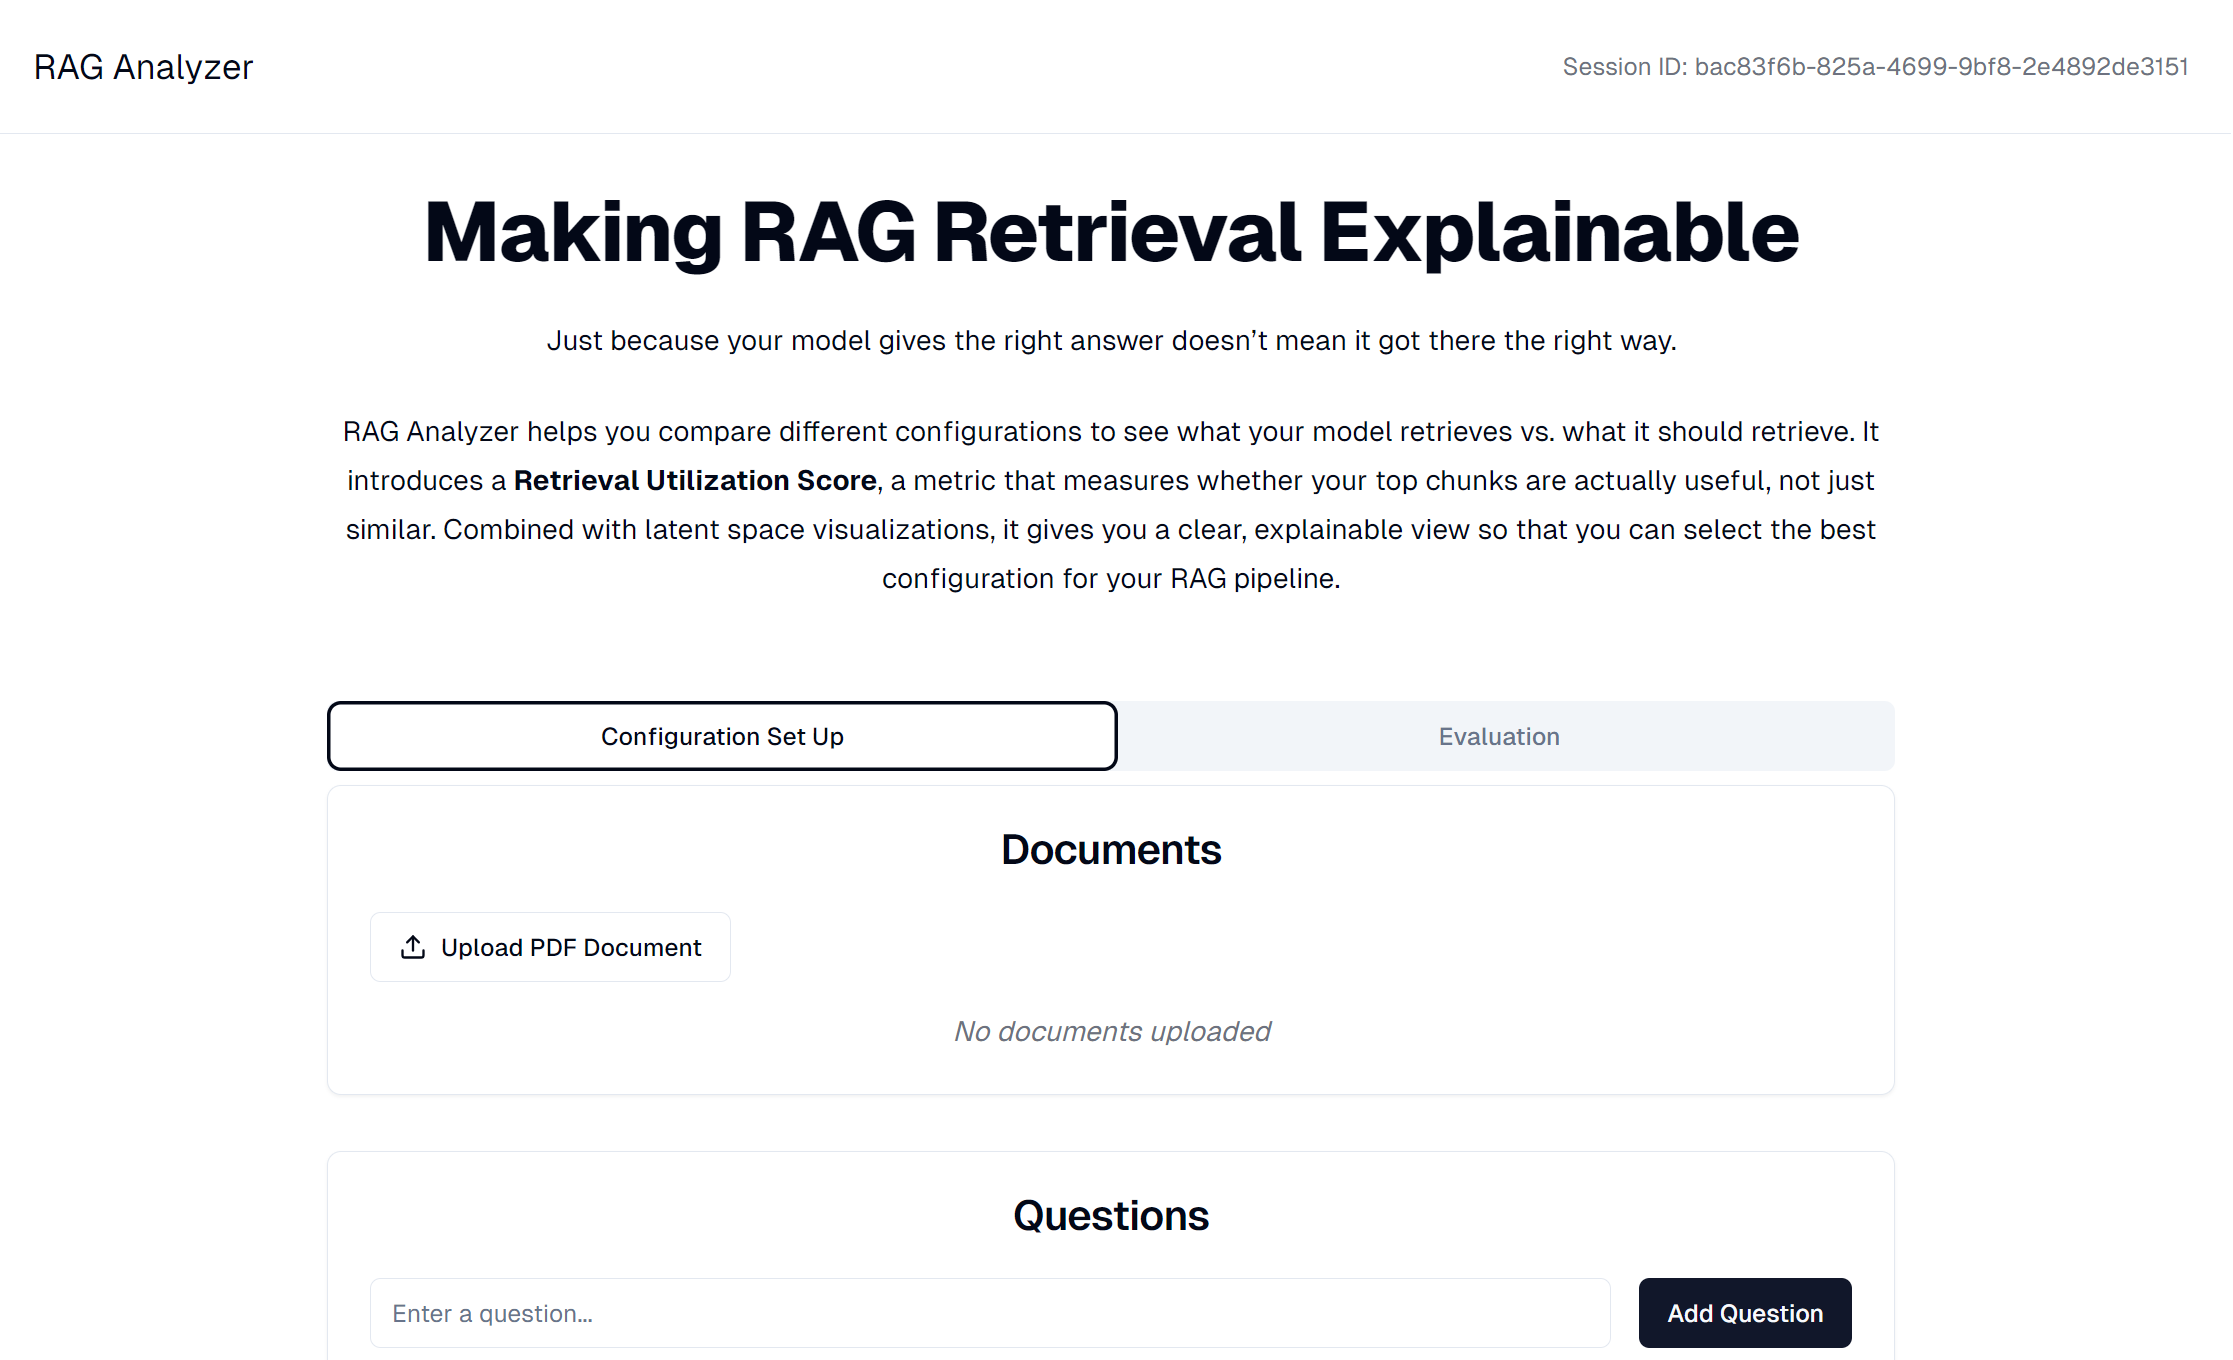 RAG Analyzer
Session ID: bac83f6b-825a-4699-9bf8-2e4892de3151
Making RAG Retrieval Explainable
Just because your model gives the right answer doesn’t mean it got there the right way.
RAG Analyzer helps you compare different configurations to see what your model retrieves vs. what it should retrieve. It
introduces a Retrieval Utilization Score, a metric that measures whether your top chunks are actually useful, not just
similar. Combined with latent space visualizations, it gives you a clear, explainable view so that you can select the best
configuration for your RAG pipeline.
Configuration Set Up
Evaluation
Documents
Upload PDF Document
No documents uploaded
Questions
Enter a question...
Add Question